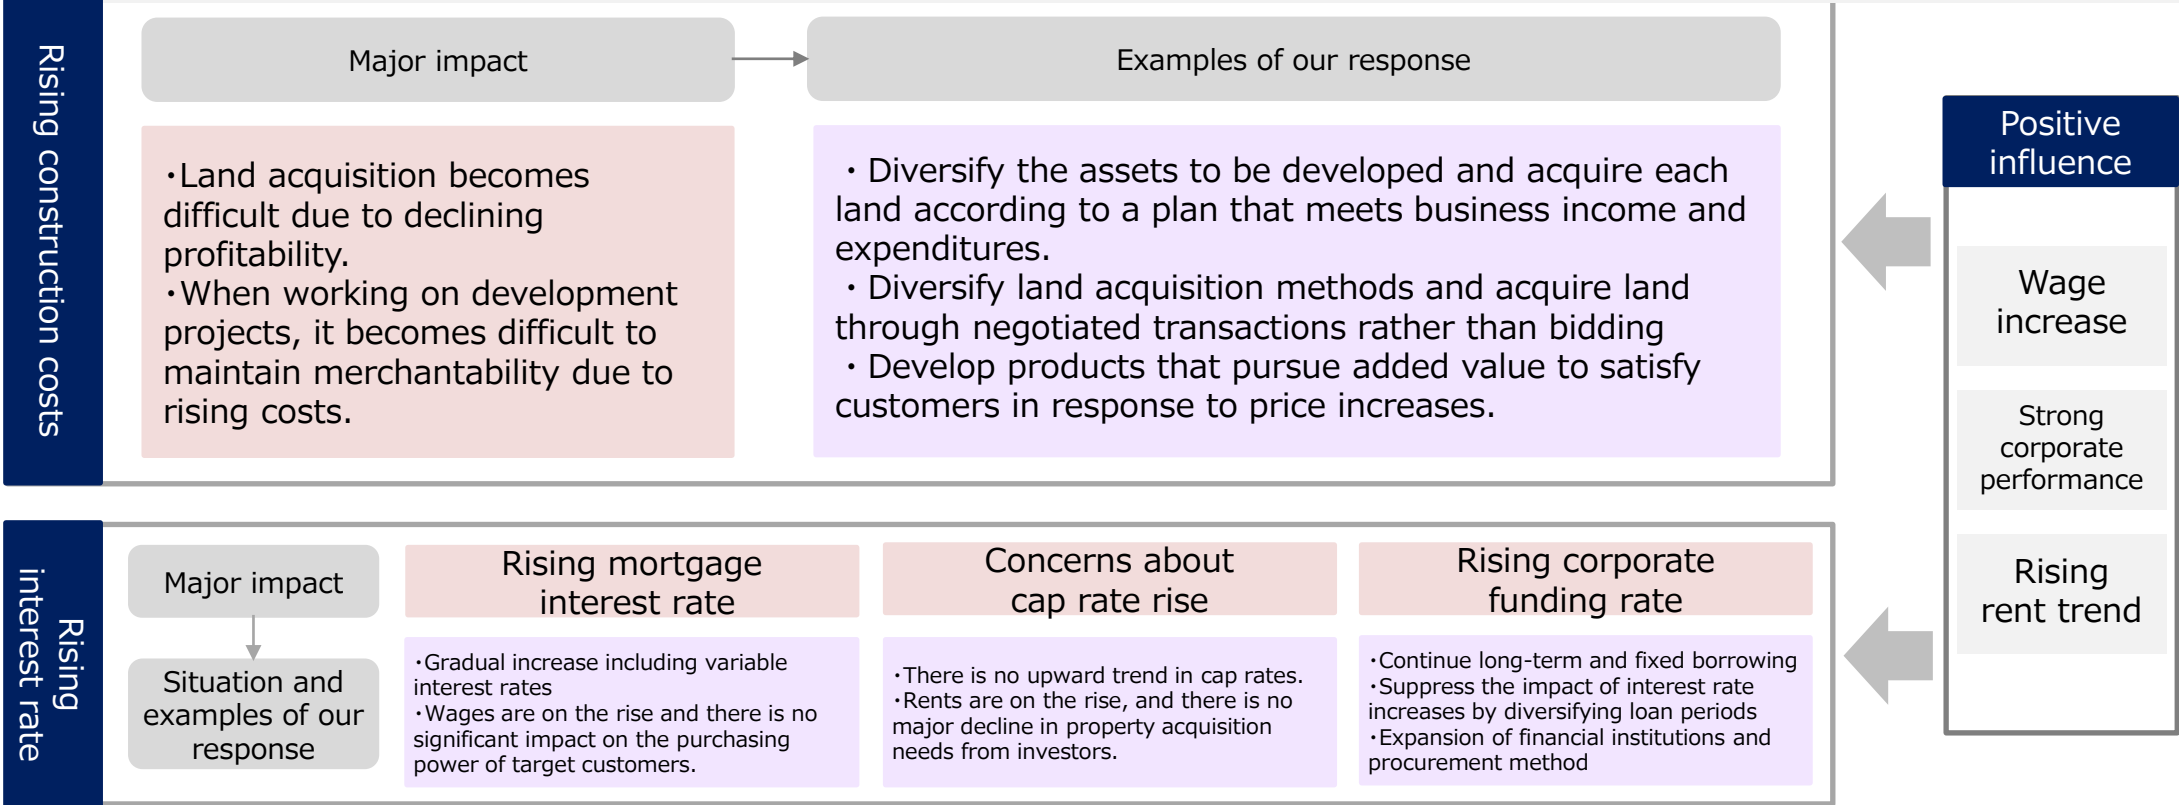 Rising construction costs
Major impact
Examples of our response
・Land acquisition becomes
difficult due to declining
profitability.
・When working on development
projects, it becomes difficult to
maintain merchantability due to
rising costs.
・Diversify the assets to be developed and acquire each
land according to a plan that meets business income and
expenditures.
・Diversify land acquisition methods and acquire land
through negotiated transactions rather than bidding
・Develop products that pursue added value to satisfy
customers in response to price increases.
Rising
interest rate
Major impact
Situation and
examples of our
response
Rising mortgage
interest rate
・Gradual increase including variable
interest rates
・Wages are on the rise and there is no
significant impact on the purchasing
power of target customers.
Concerns about
cap rate rise
・There is no upward trend in cap rates.
・Rents are on the rise, and there is no
major decline in property acquisition
needs from investors.
Rising corporate
funding rate
・Continue long-term and fixed borrowing
・Suppress the impact of interest rate
increases by diversifying loan periods
・Expansion of financial institutions and
procurement method
Positive
influence
Wage
increase
Strong
corporate
performance
Rising
rent trend